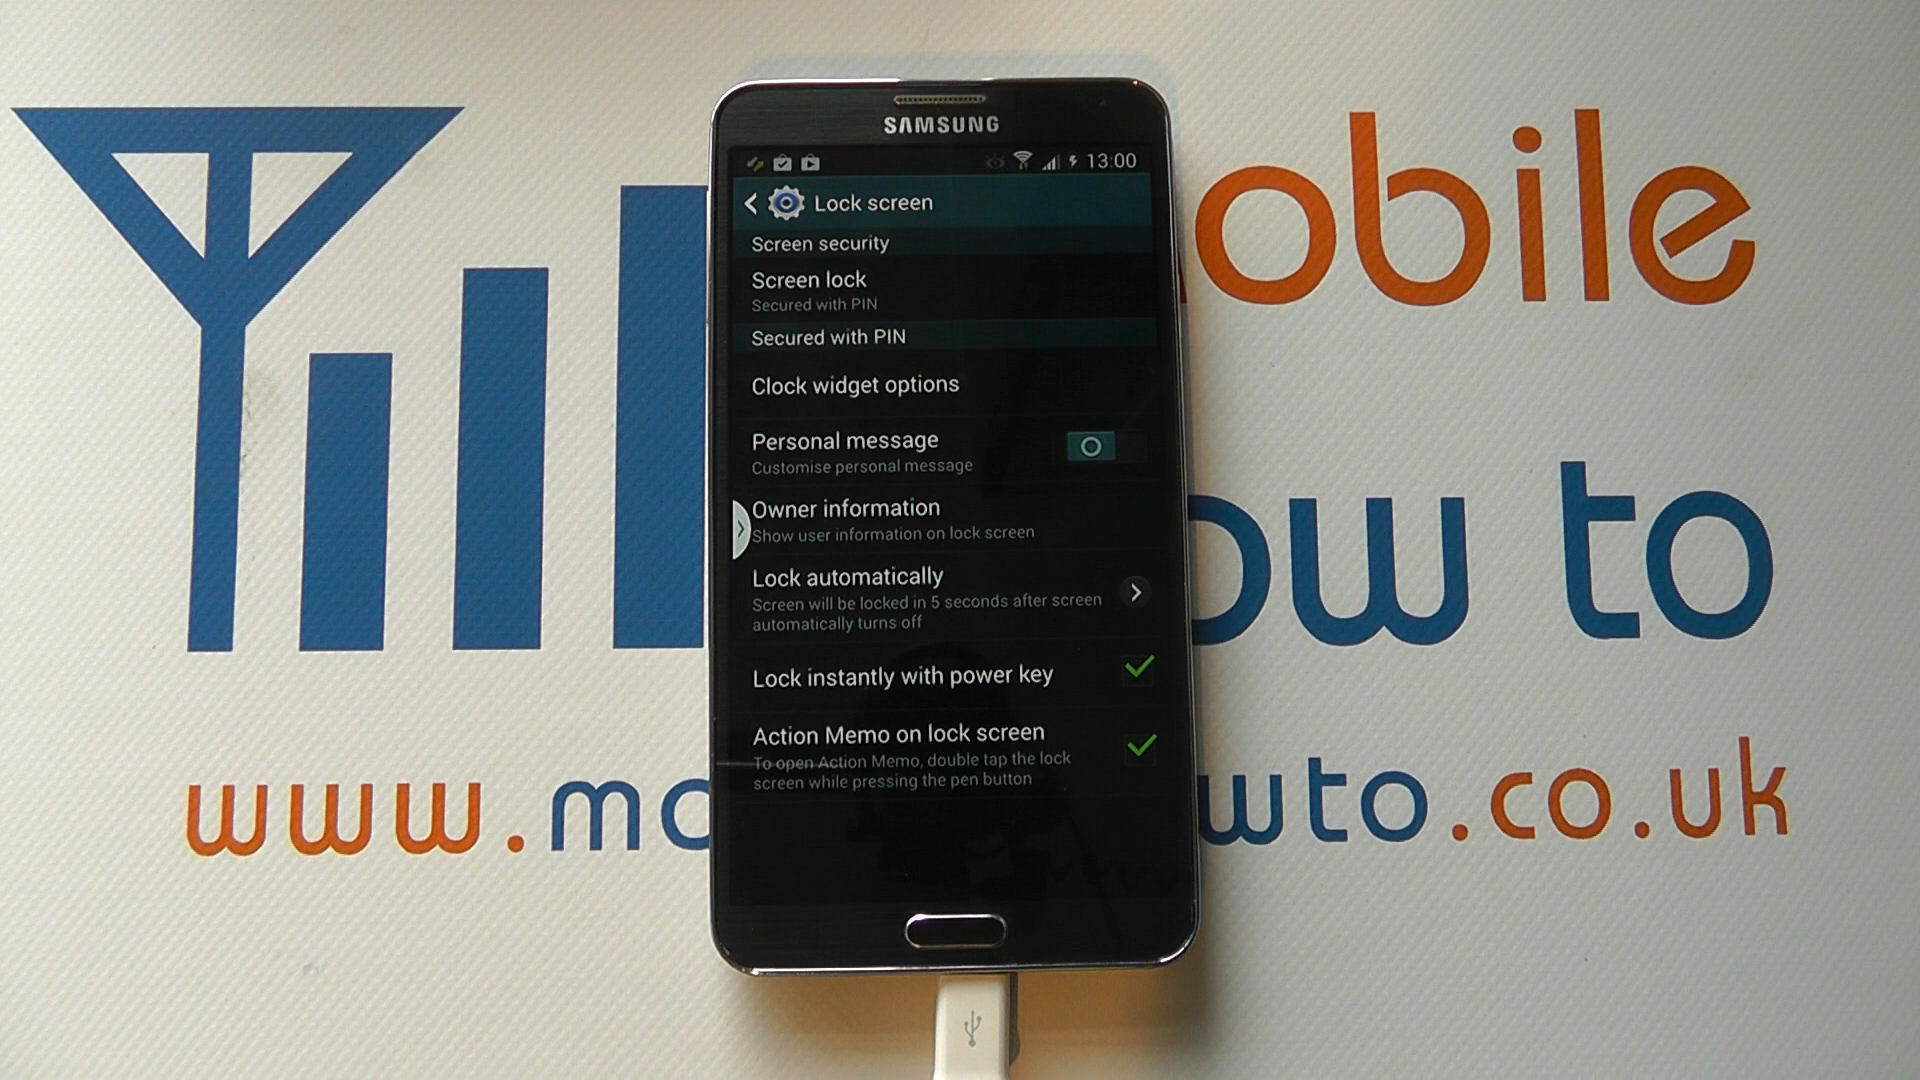 SAMSUNG
13:00
Lock screen
Screen security
Screen lock
Secured with PIN
Secured with PIN
Clock widget options
Personal message
Customise personal message
Owner information
Show user information on lock screen
Lock automatically
Screen will be locked in 5 seconds after screen
automatically turns off
Lock instantly with power key
Action Memo on lock screen
To open Action Memo, double tap the lock
screen while pressing the pen button
obile
ow to
www.mo wto.co.uk